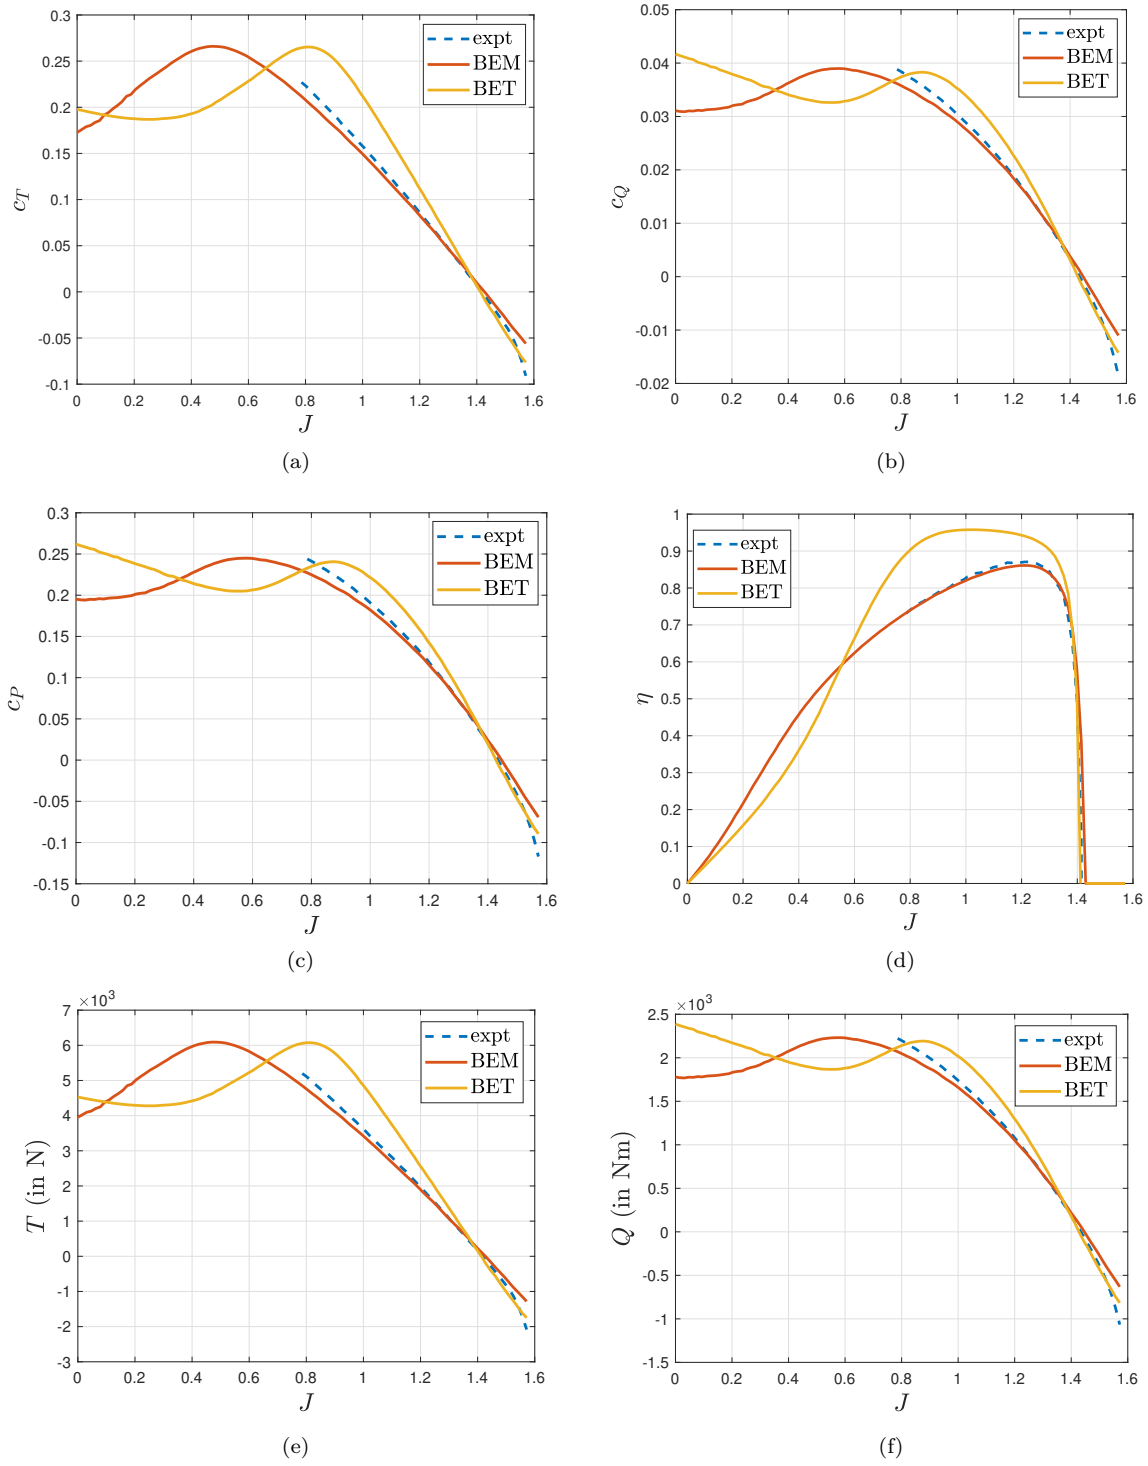 0.3
0.25
0.2
0.15
0.1
0.05
0
-0.05
-0.1
c_T
expt
BEM
BET
0 0.2 0.4 0.6 0.8 1 1.2 1.4 1.6
J
(a)
0.05
0.04
0.03
0.02
0.01
0
-0.01
-0.02
c_Q
expt
BEM
BET
0 0.2 0.4 0.6 0.8 1 1.2 1.4 1.6
J
(b)
0.3
0.25
0.2
0.15
0.1
0.05
0
-0.05
-0.1
-0.15
c_P
expt
BEM
BET
0 0.2 0.4 0.6 0.8 1 1.2 1.4 1.6
J
(c)
1
0.9
0.8
0.7
0.6
0.5
0.4
0.3
0.2
0.1
0
η
expt
BEM
BET
0 0.2 0.4 0.6 0.8 1 1.2 1.4 1.6
J
(d)
×10³
7
6
5
4
3
2
1
0
-1
-2
-3
T (in N)
expt
BEM
BET
0 0.2 0.4 0.6 0.8 1 1.2 1.4 1.6
J
(e)
×10³
2.5
2
1.5
1
0.5
0
-0.5
-1
-1.5
Q (in Nm)
expt
BEM
BET
0 0.2 0.4 0.6 0.8 1 1.2 1.4 1.6
J
(f)